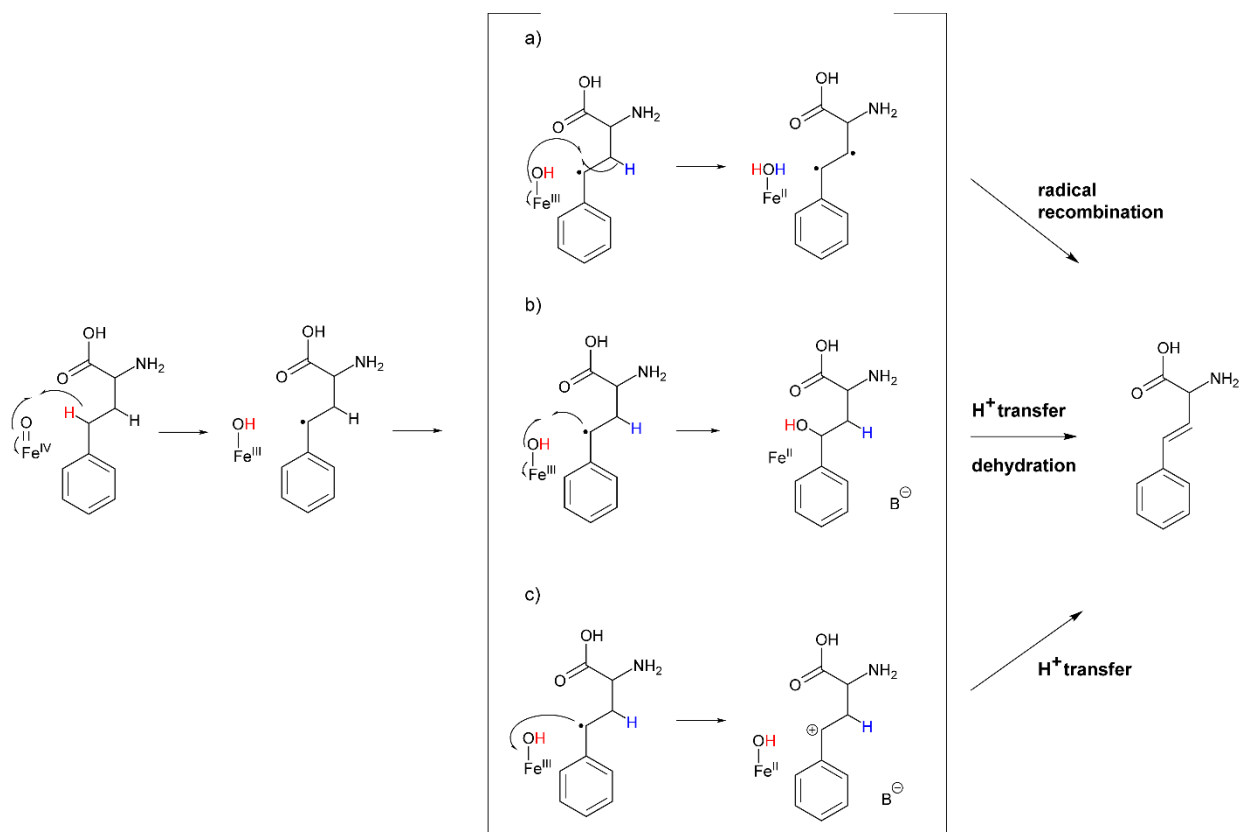 a)
OH
O
NH2
OH
FeIII
H
OH
O
NH2
HOH
FeII
radical
recombination
b)
OH
O
NH2
H
H
O
FeIV
OH
O
NH2
H
OH
FeIII
OH
O
NH2
H
OH
FeIII
OH
O
NH2
HO
H
FeII
B⊖
H+transfer
dehydration
OH
O
NH2
c)
OH
O
NH2
H
OH
FeIII
OH
O
NH2
⊕
H
OH
FeII
B⊖
H+transfer